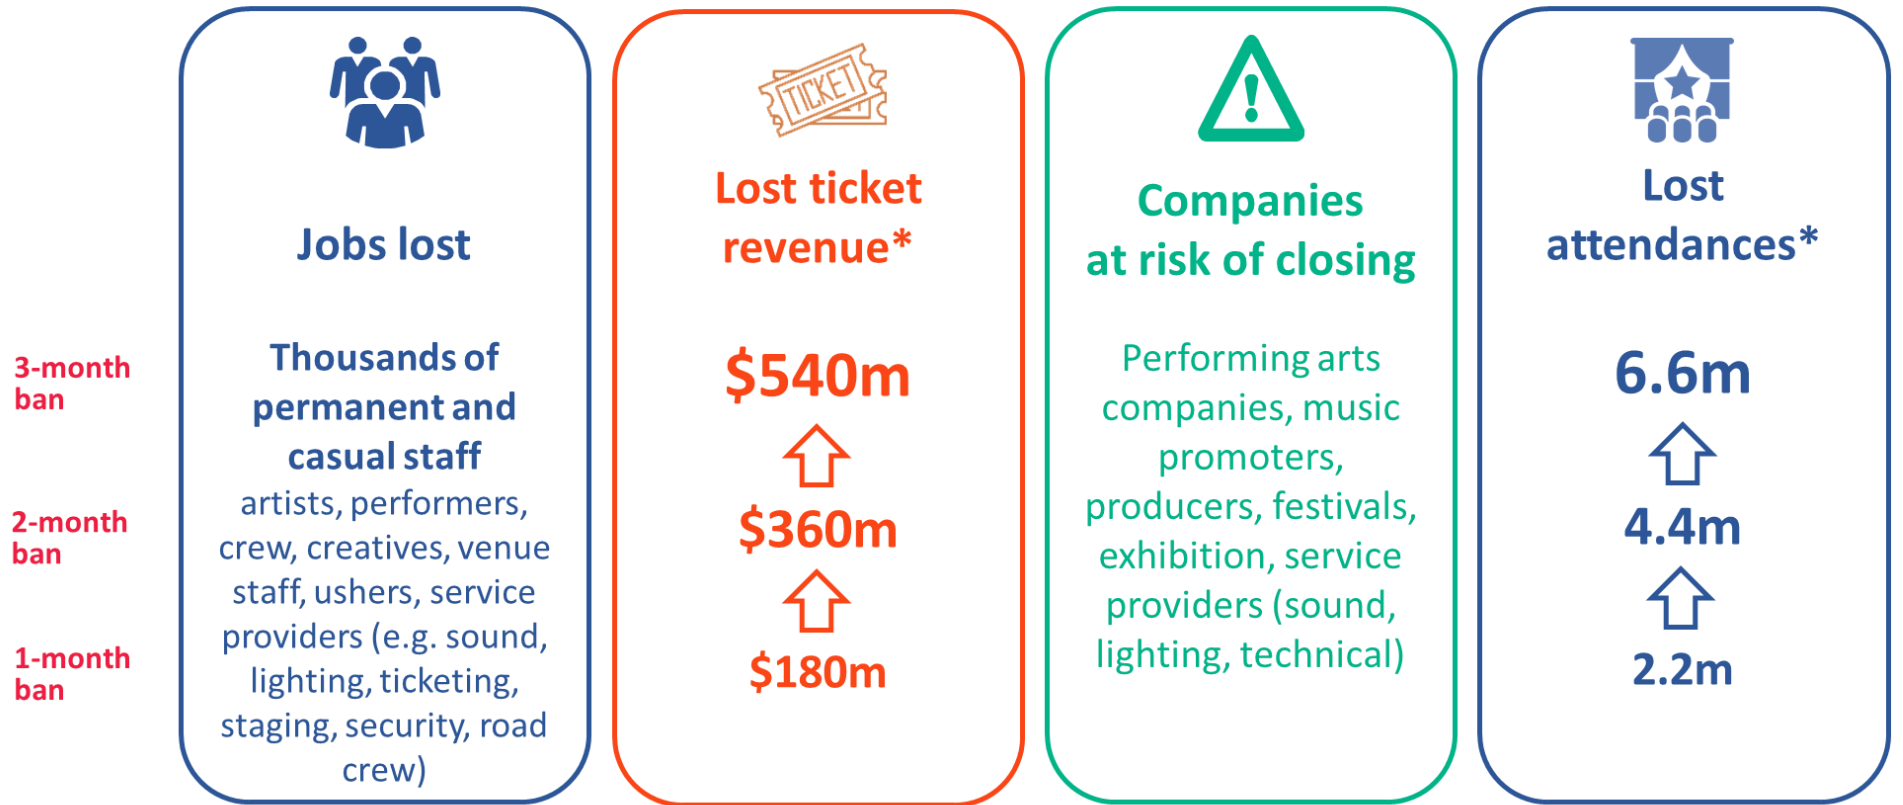 3-month
ban
2-month
ban
1-month
ban
Jobs lost
Thousands of
permanent and
casual staff
artists, performers,
crew, creatives, venue
staff, ushers, service
providers (e.g. sound,
lighting, ticketing,
staging, security, road
crew)
TICKET
Lost ticket
revenue*
$540m
$360m
$180m
Companies
at risk of closing
Performing arts
companies, music
promoters,
producers, festivals,
exhibition, service
providers (sound,
lighting, technical)
Lost
attendances*
6.6m
4.4m
2.2m